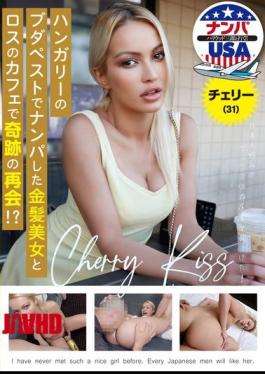 ハンガリーの
ブダペストでナンパした金髪美女と
ロスのカフェで奇跡の再会!?
ナンパ
USA
チェリー
(31)
Cherry Kiss
JAVHD
I have never met such a nice girl before. Every Japanese men will like her.